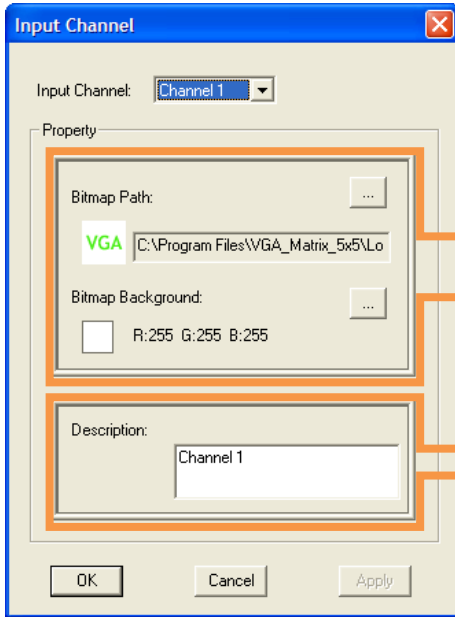 Input Channel
Input Channel: Channel 1
Property
Bitmap Path: ...
VGA C:\Program Files\VGA_Matrix_5x5\Lo
Bitmap Background: ...
R:255 G:255 B:255
Description:
Channel 1
OK Cancel Apply